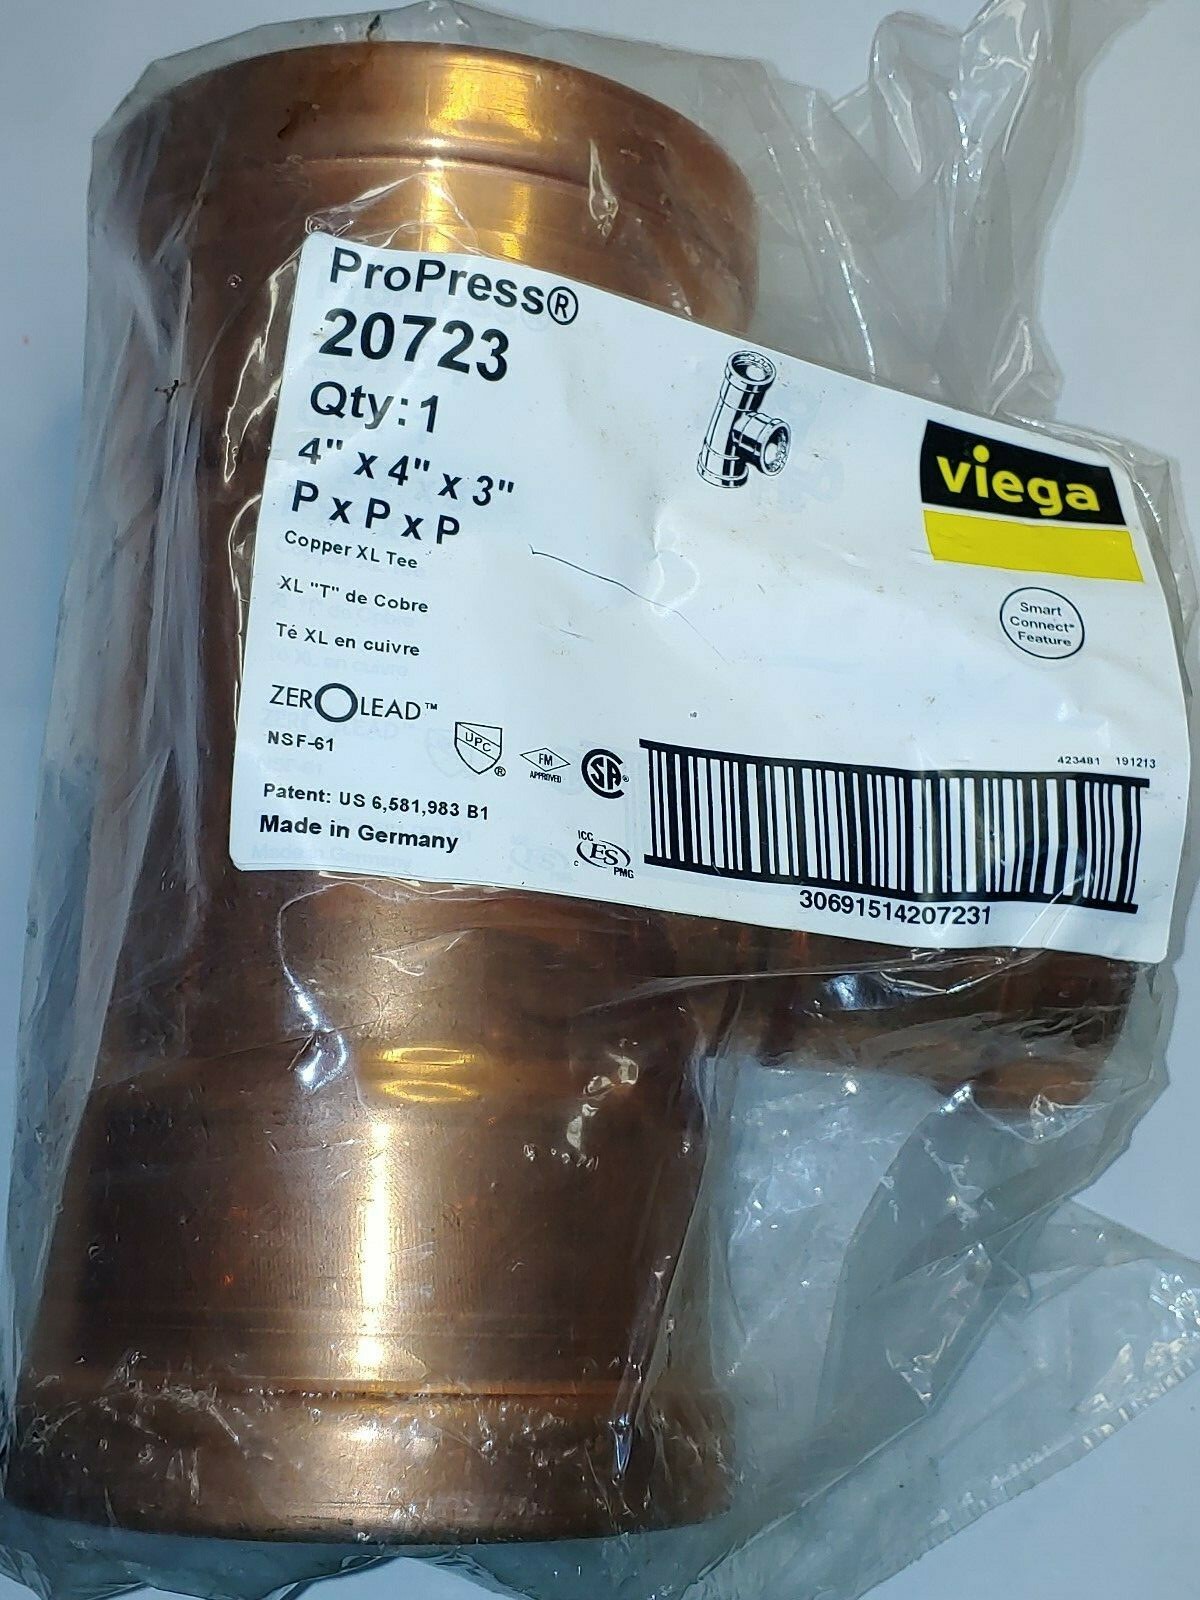 ProPress®
20723
Qty: 1
4" x 4" x 3"
P x P x P
Copper XL Tee
XL "T" de Cobre
Té XL en cuivre
viega
Smart
Connect®
Feature
ZEROLEAD™
NSF-61
UPC ®
FM
APPROVED
SA ®
423481 191213
Patent: US 6,581,983 B1
Made in Germany
ICC
C ES
PMG
30691514207231